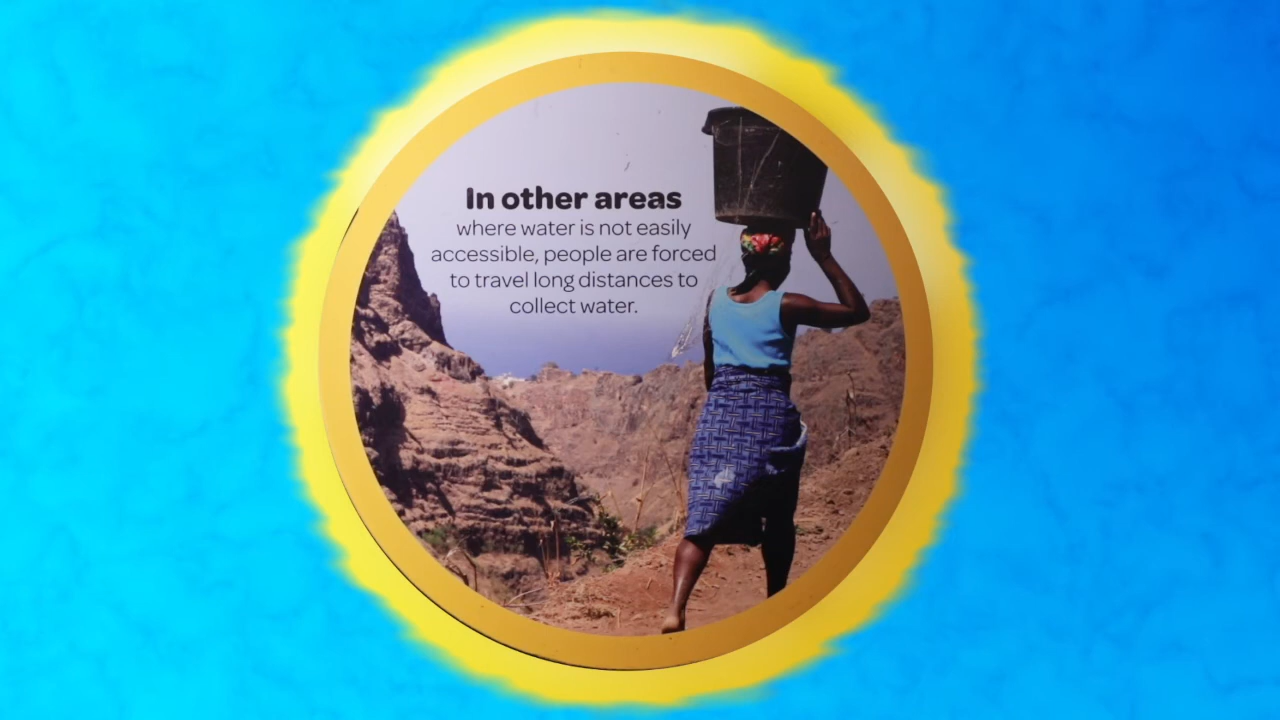 In other areas
where water is not easily
accessible, people are forced
to travel long distances to
collect water.